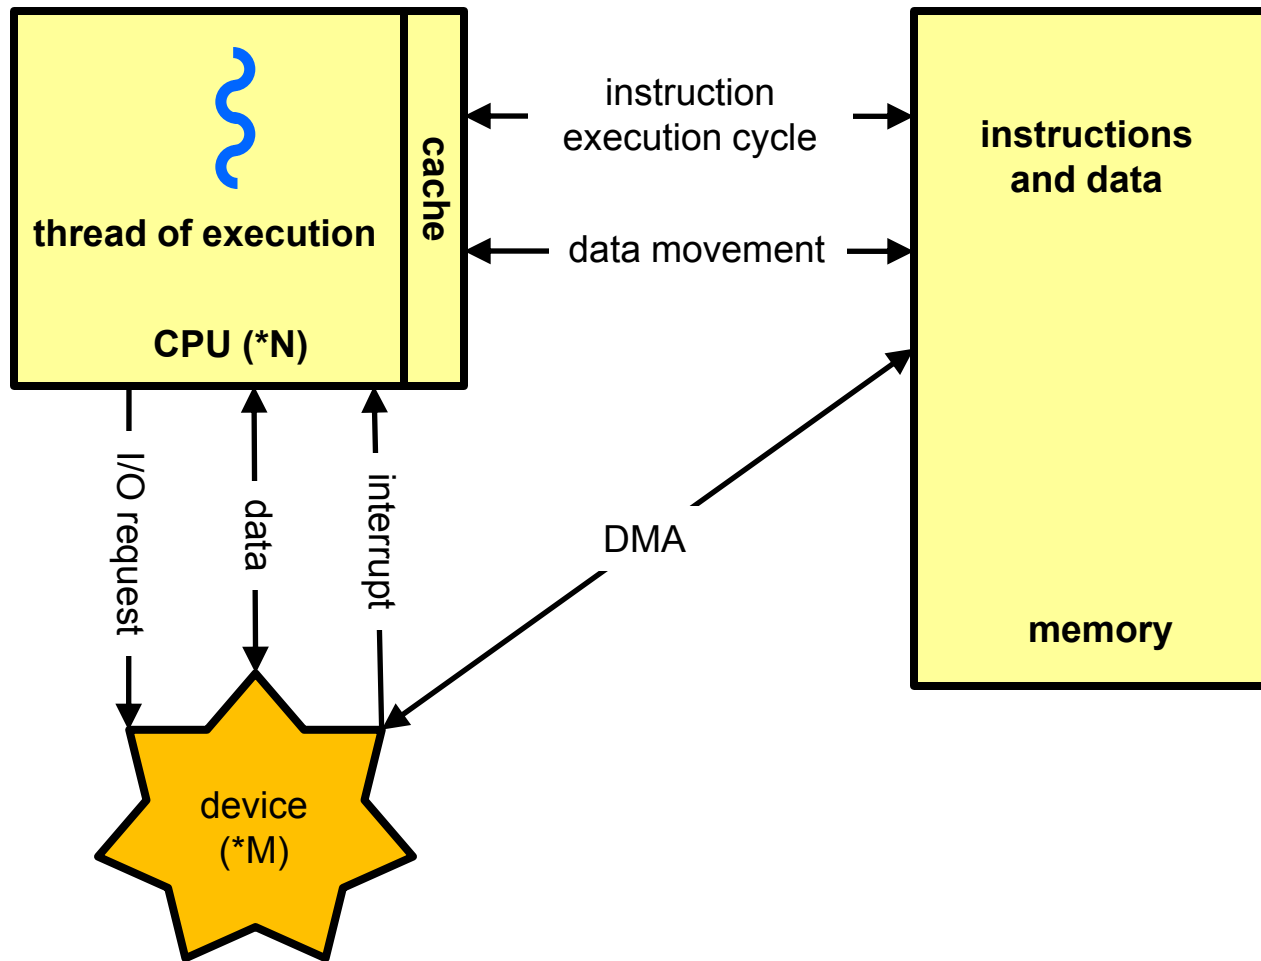 thread of execution
CPU (*N)
cache
instruction
execution cycle
data movement
instructions
and data
memory
I/O request
data
interrupt
DMA
device
(*M)